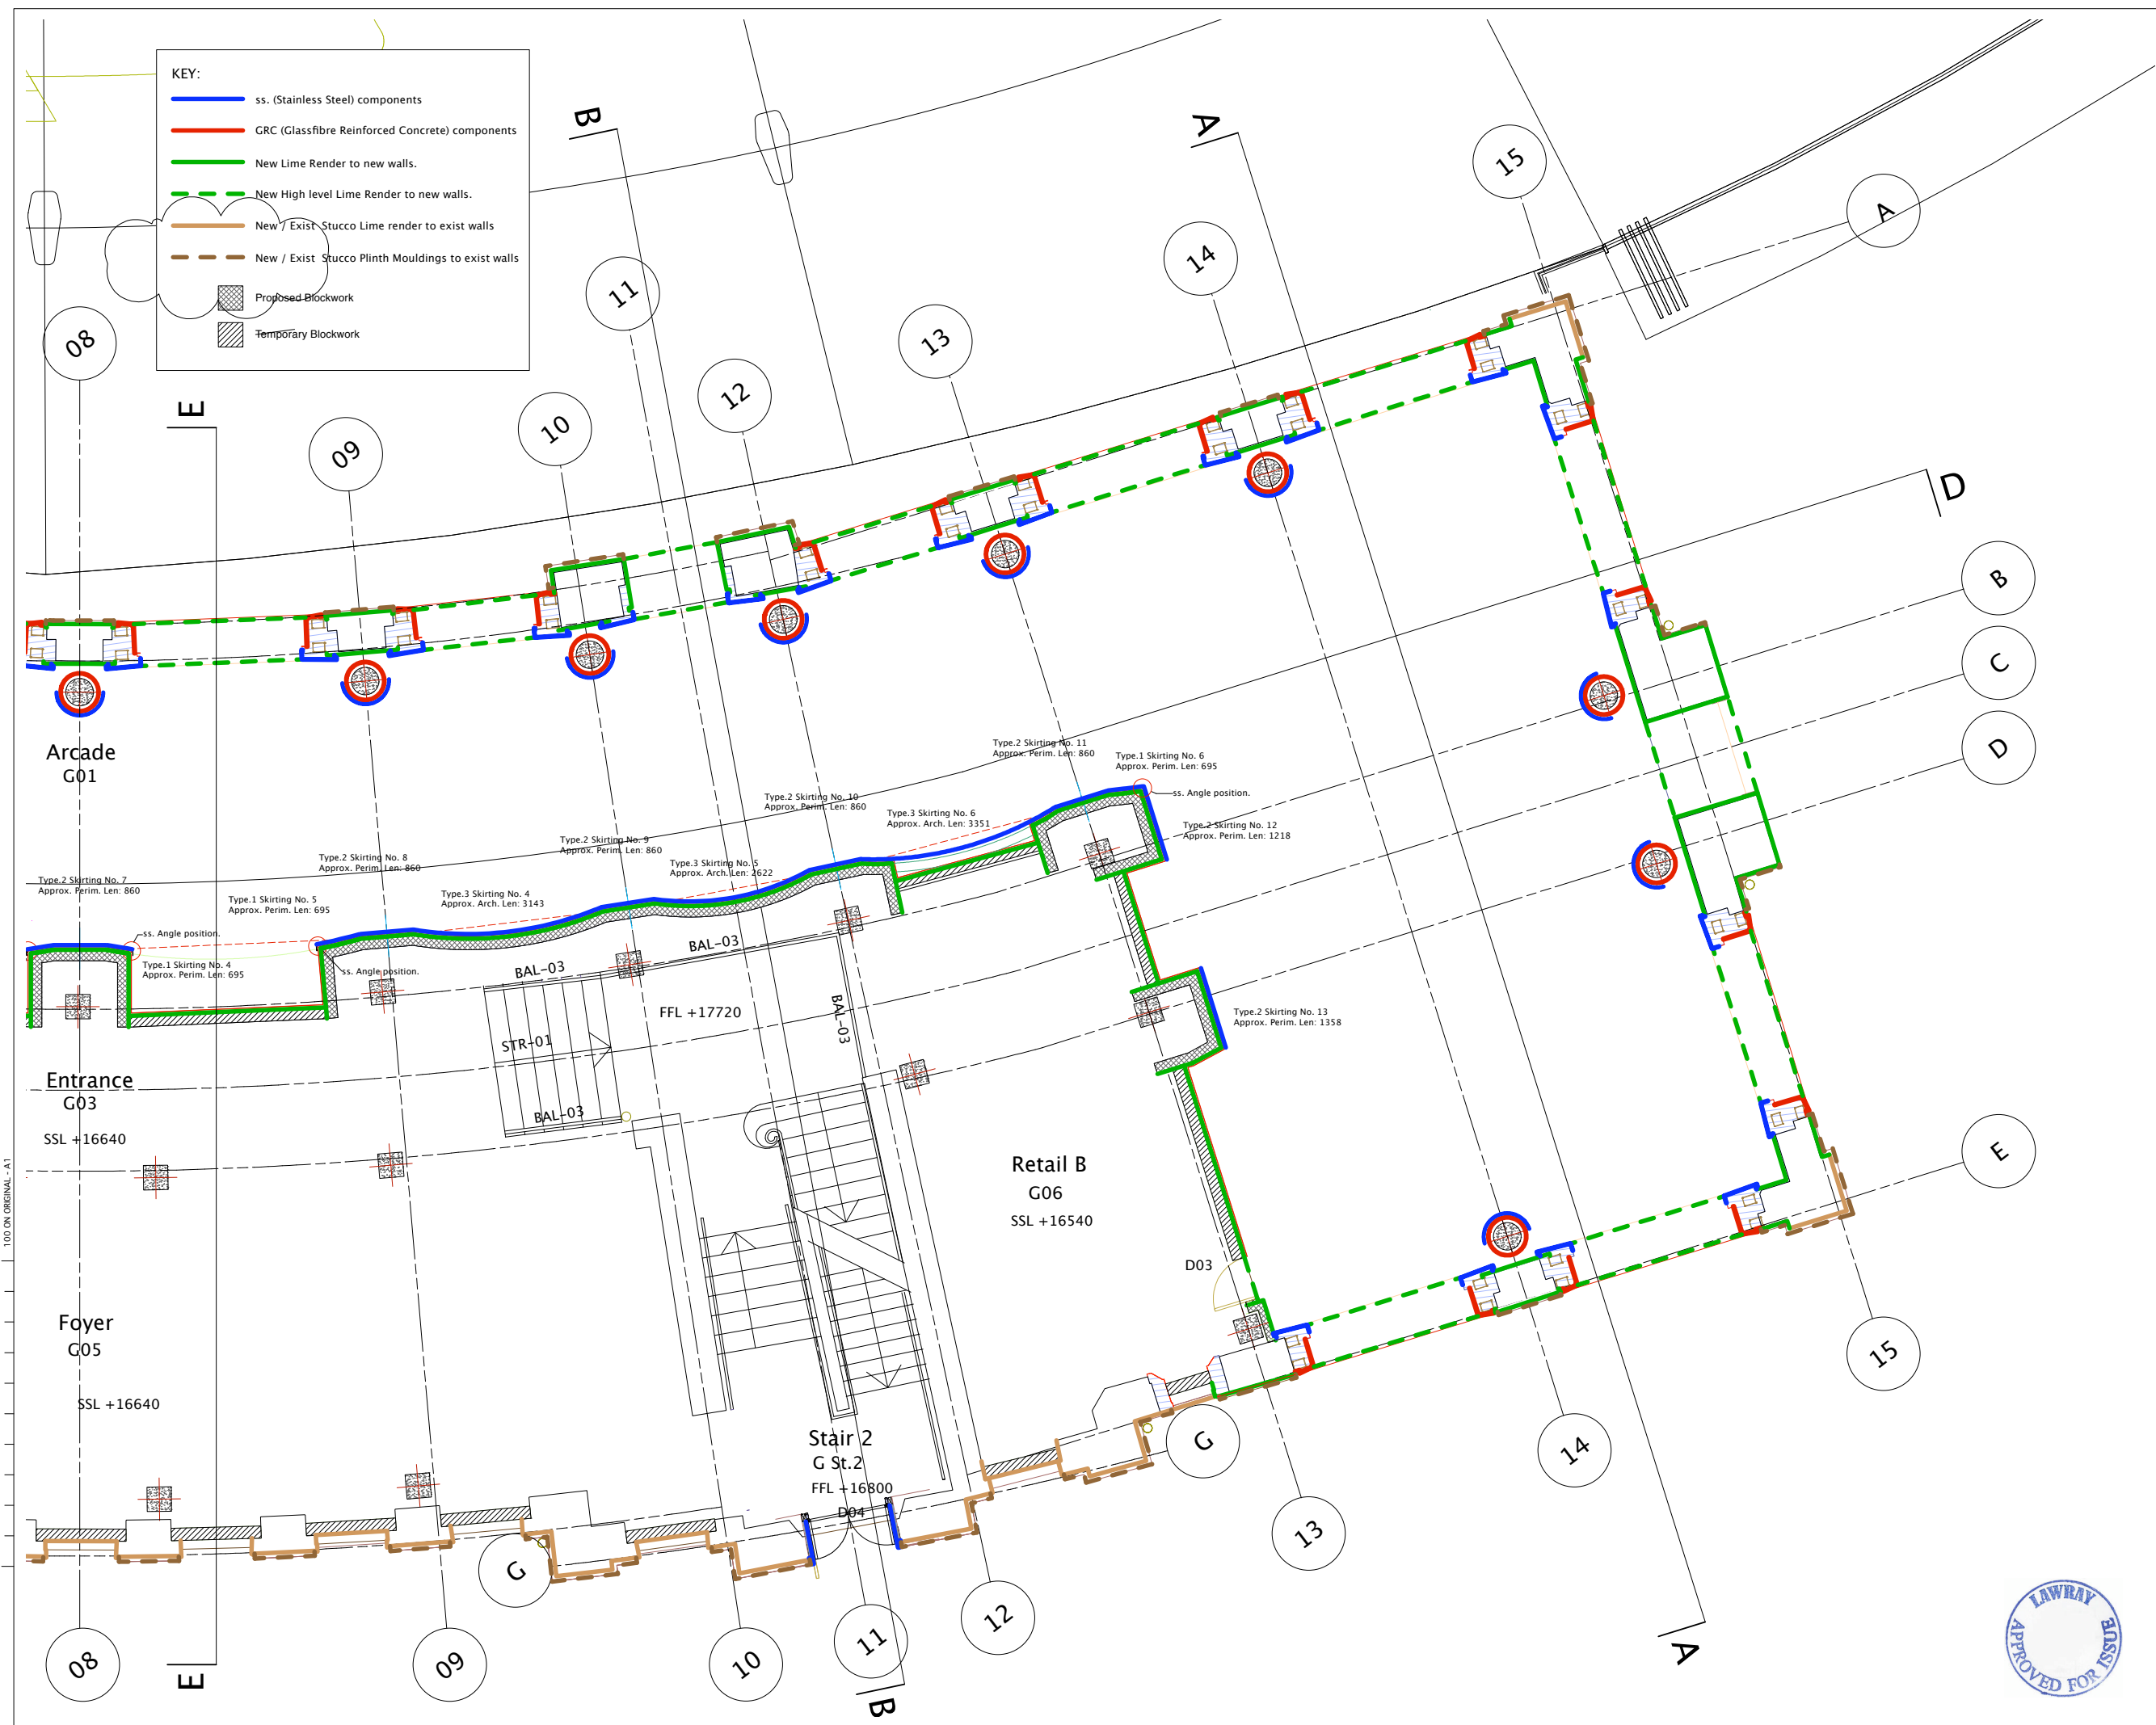 KEY:
ss. (Stainless Steel) components
GRC (Glassfibre Reinforced Concrete) components
New Lime Render to new walls.
New High level Lime Render to new walls.
New / Exist Stucco Lime render to exist walls
New / Exist Stucco Plinth Mouldings to exist walls
Proposed Blockwork
Temporary Blockwork
B
A
15
A
14
11
13
08
12
E
10
09
D
B
C
D
Arcade
G01
Type.2 Skirting No. 11
Approx. Perim. Len: 860
Type.1 Skirting No. 6
Approx. Perim. Len: 695
ss. Angle position.
Type.2 Skirting No. 10
Approx. Perim. Len: 860
Type.3 Skirting No. 6
Approx. Arch. Len: 3351
Type.2 Skirting No. 12
Approx. Perim. Len: 1218
Type.2 Skirting No. 9
Approx. Perim. Len: 860
Type.3 Skirting No. 5
Approx. Arch. Len: 2622
Type.2 Skirting No. 8
Approx. Perim. Len: 860
Type.2 Skirting No. 7
Approx. Perim. Len: 860
Type.1 Skirting No. 5
Approx. Perim. Len: 695
Type.3 Skirting No. 4
Approx. Arch. Len: 3143
ss. Angle position.
Type.1 Skirting No. 4
Approx. Perim. Len: 695
ss. Angle position.
BAL-03
BAL-03
BAL-03
FFL +17720
STR-01
BAL-03
Type.2 Skirting No. 13
Approx. Perim. Len: 1358
Entrance
G03
SSL +16640
Retail B
G06
SSL +16540
E
D03
Foyer
G05
SSL +16640
Stair 2
G St.2
FFL +16800
D04
G
G
15
14
13
12
11
10
09
08
E
B
A
100 ON ORIGINAL - A1
LAWRAY
APPROVED FOR ISSUE